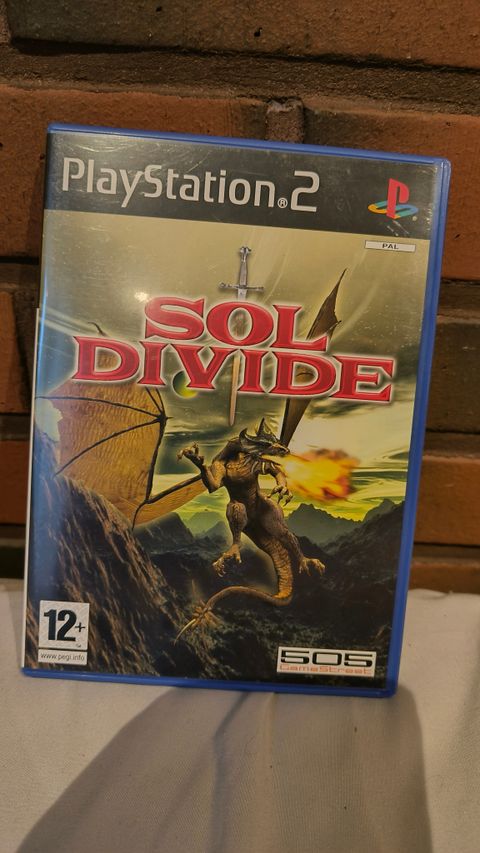 PlayStation®2
PAL
SOL
DIVIDE
12+
www.pegi.info
505
GameStreet